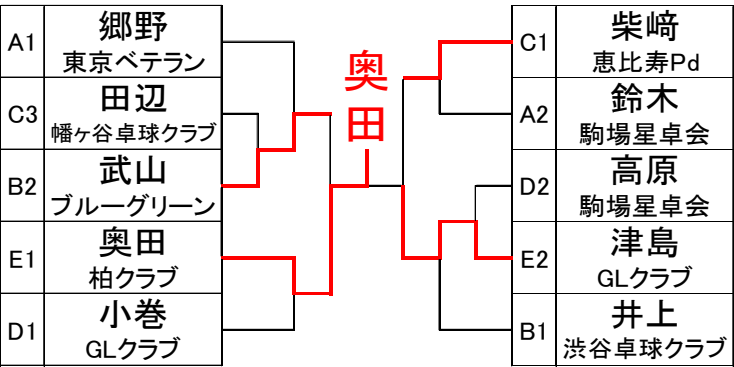 A1
郷野
東京ベテラン
C3
田辺
幡ヶ谷卓球クラブ
B2
武山
ブルーグリーン
E1
奥田
柏クラブ
D1
小巻
GLクラブ
奥田
C1
柴﨑
恵比寿Pd
A2
鈴木
駒場星卓会
D2
高原
駒場星卓会
E2
津島
GLクラブ
B1
井上
渋谷卓球クラブ